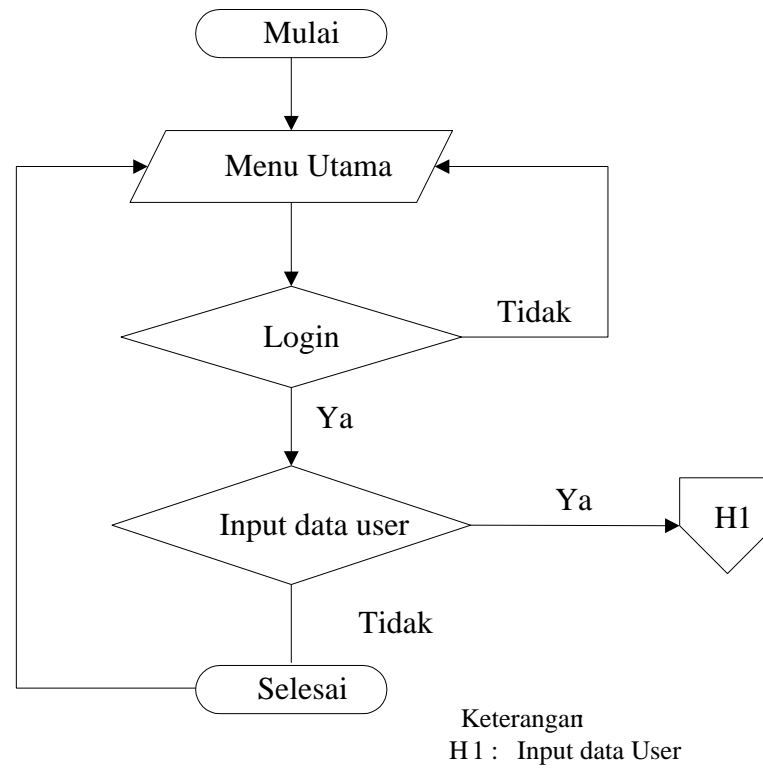 Mulai
Menu Utama
Login
Tidak
Ya
Input data user
Ya
H1
Tidak
Selesai
Keterangan
H1 : Input data User